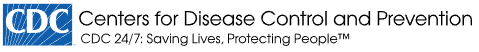 CDC Centers for Disease Control and Prevention
CDC 24/7: Saving Lives, Protecting People™